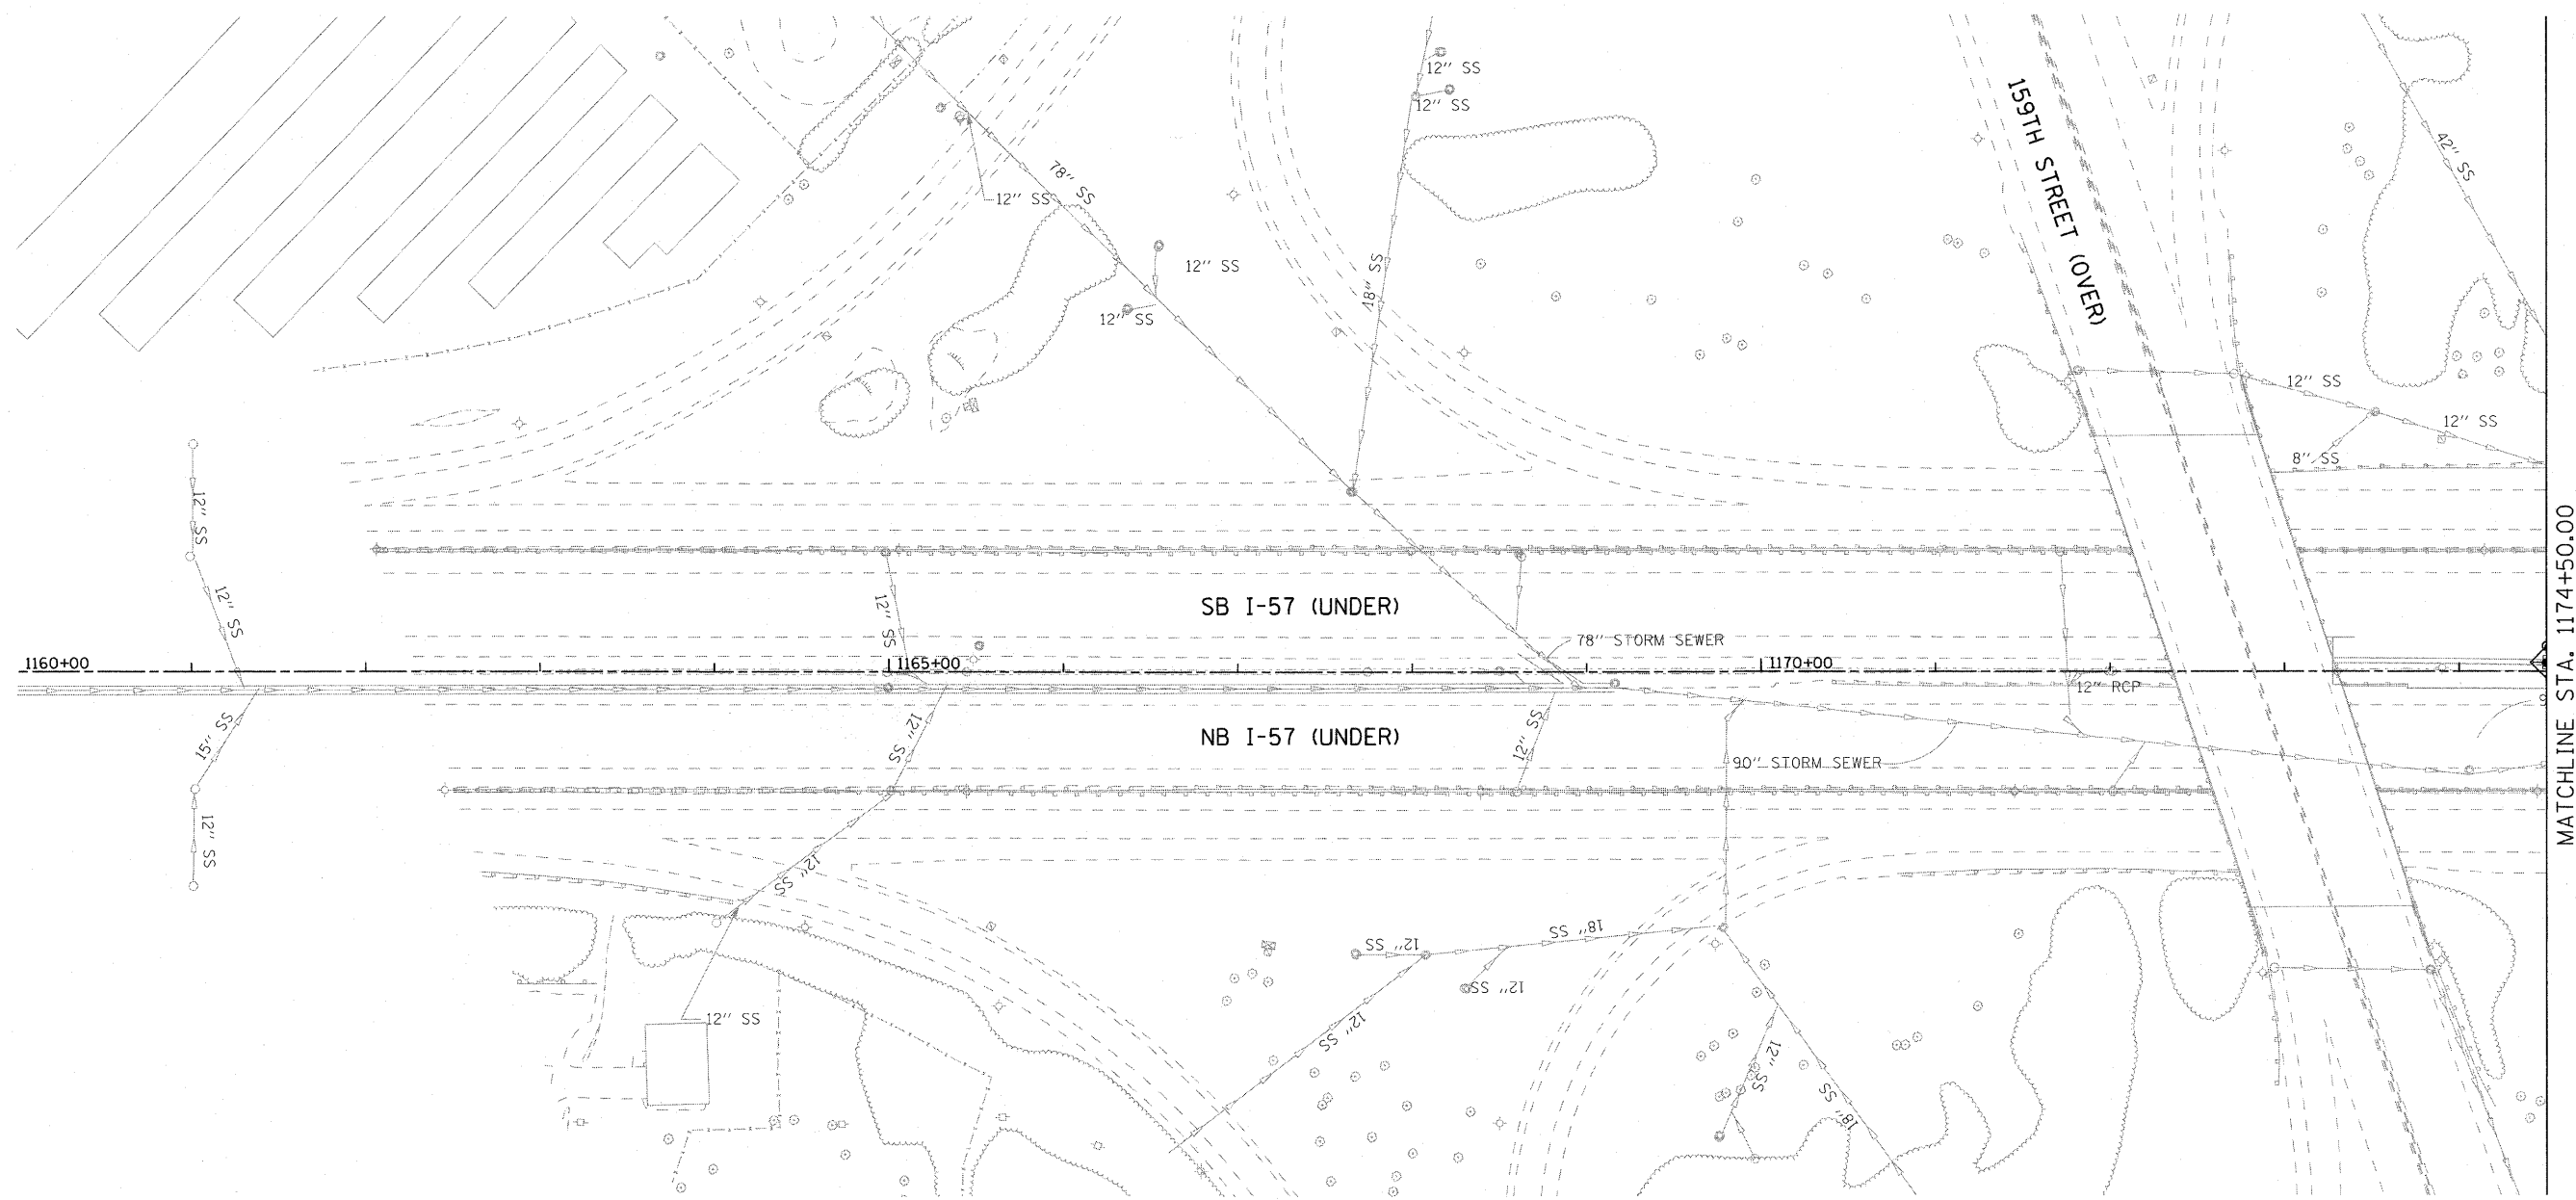 12'' SS
12'' SS
159TH STREET (OVER)
42'' SS
78'' SS
12'' SS
12'' SS
18'' SS
12'' SS
12'' SS
12'' SS
8'' SS
12'' SS
MATCHLINE STA. 1174+50.00
12'' SS
12'' SS
SB I-57 (UNDER)
78'' STORM SEWER
1160+00
1165+00
1170+00
12'' RCP
15'' SS
12'' SS
12'' SS
NB I-57 (UNDER)
90'' STORM SEWER
12'' SS
12'' SS
12'' SS
18'' SS
12'' SS
12'' SS
12'' SS
12'' SS
18'' SS